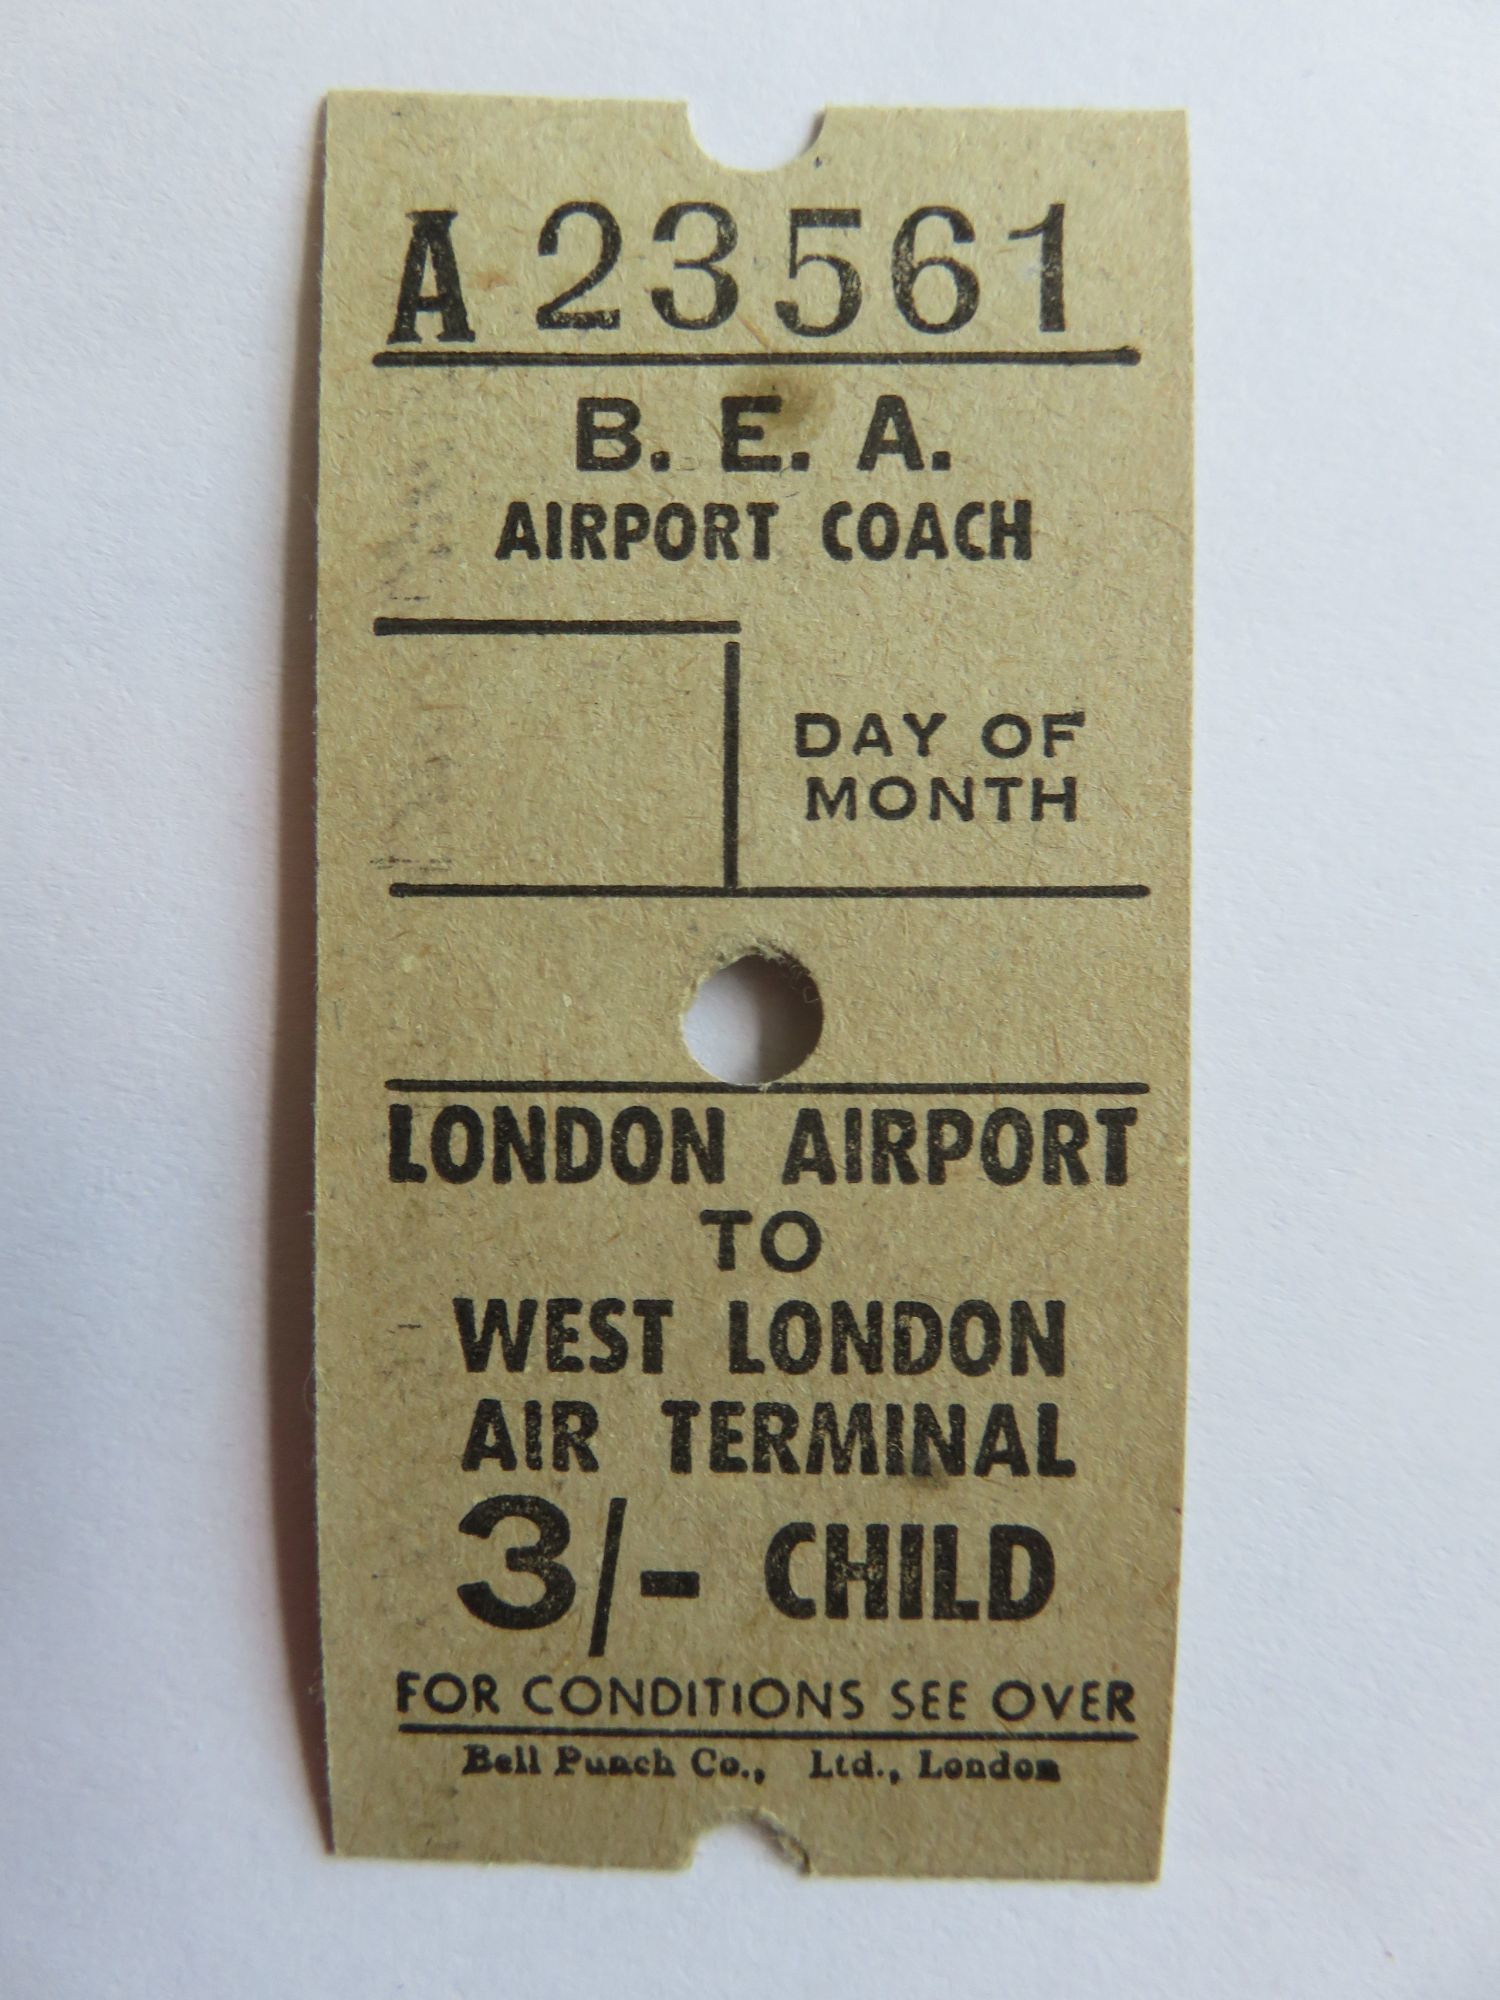 A 23561
B. E. A.
AIRPORT COACH
DAY OF
MONTH
LONDON AIRPORT
TO
WEST LONDON
AIR TERMINAL
3/- CHILD
FOR CONDITIONS SEE OVER
Bell Punch Co., Ltd., London